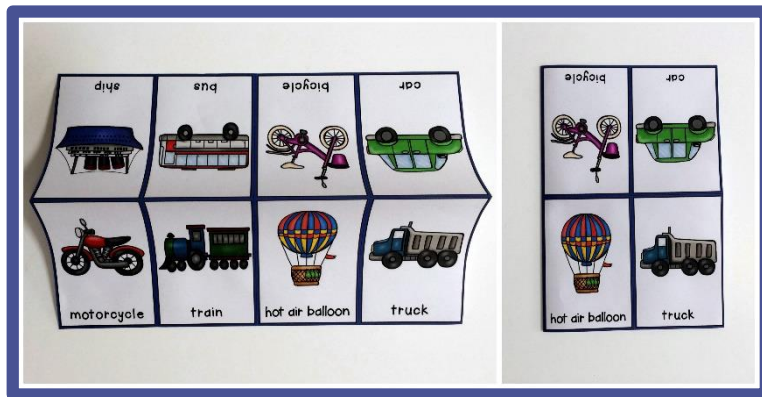 ship bus bicycle car
motorcycle train hot air balloon truck
bicycle car
hot air balloon truck